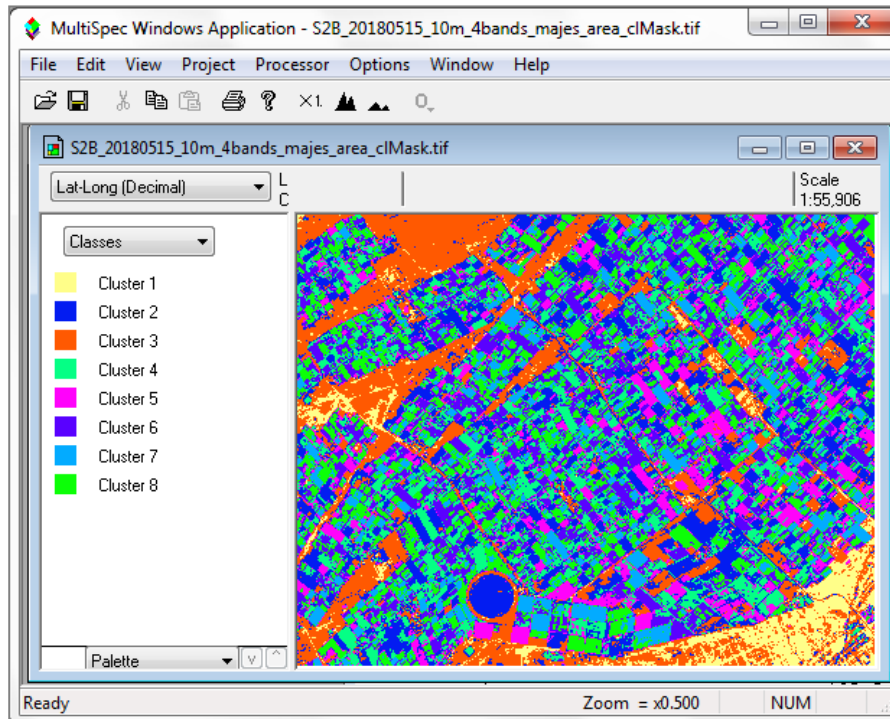 MultiSpec Windows Application - S2B_20180515_10m_4bands_majes_area_clMask.tif
File Edit View Project Processor Options Window Help
×1.
S2B_20180515_10m_4bands_majes_area_clMask.tif
Lat-Long (Decimal)
L
C
Scale
1:55,906
Classes
Cluster 1
Cluster 2
Cluster 3
Cluster 4
Cluster 5
Cluster 6
Cluster 7
Cluster 8
Palette
Ready
Zoom = x0.500
NUM